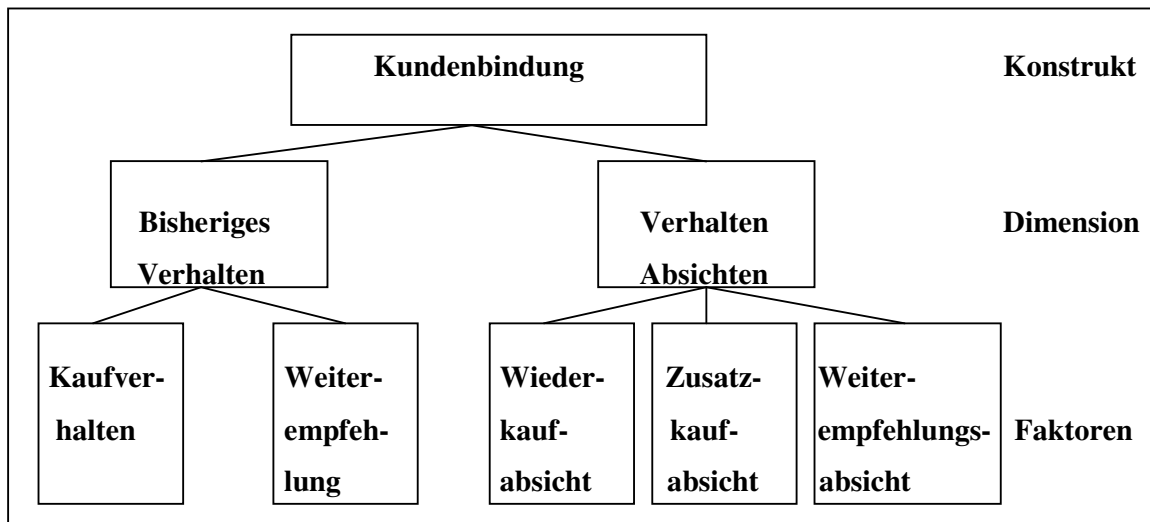 Kundenbindung
Konstrukt
Bisheriges
Verhalten
Verhalten
Absichten
Dimension
Kaufver-
halten
Weiter-
empfeh-
lung
Wieder-
kauf-
absicht
Zusatz-
kauf-
absicht
Weiter-
empfehlungs-
absicht
Faktoren